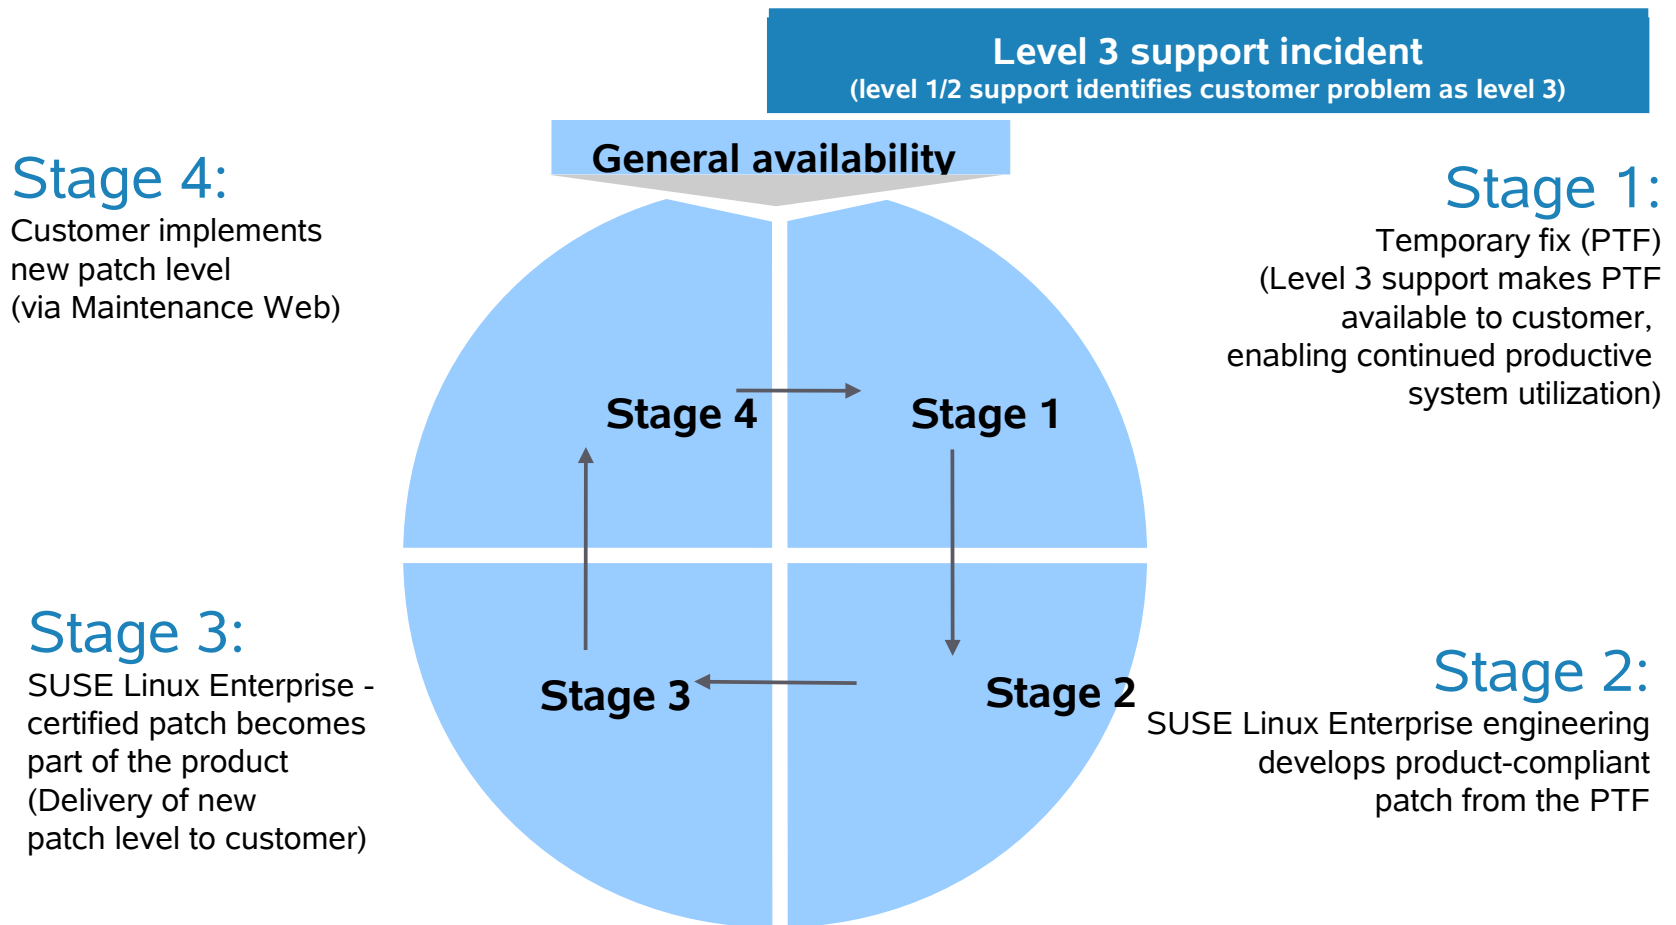 Level 3 support incident
(level 1/2 support identifies customer problem as level 3)
General availability
Stage 4:
Customer implements
new patch level
(via Maintenance Web)
Stage 1:
Temporary fix (PTF)
(Level 3 support makes PTF
available to customer,
enabling continued productive
system utilization)
Stage 4
Stage 1
Stage 3
Stage 2
Stage 3:
SUSE Linux Enterprise -
certified patch becomes
part of the product
(Delivery of new
patch level to customer)
Stage 2:
SUSE Linux Enterprise engineering
develops product-compliant
patch from the PTF